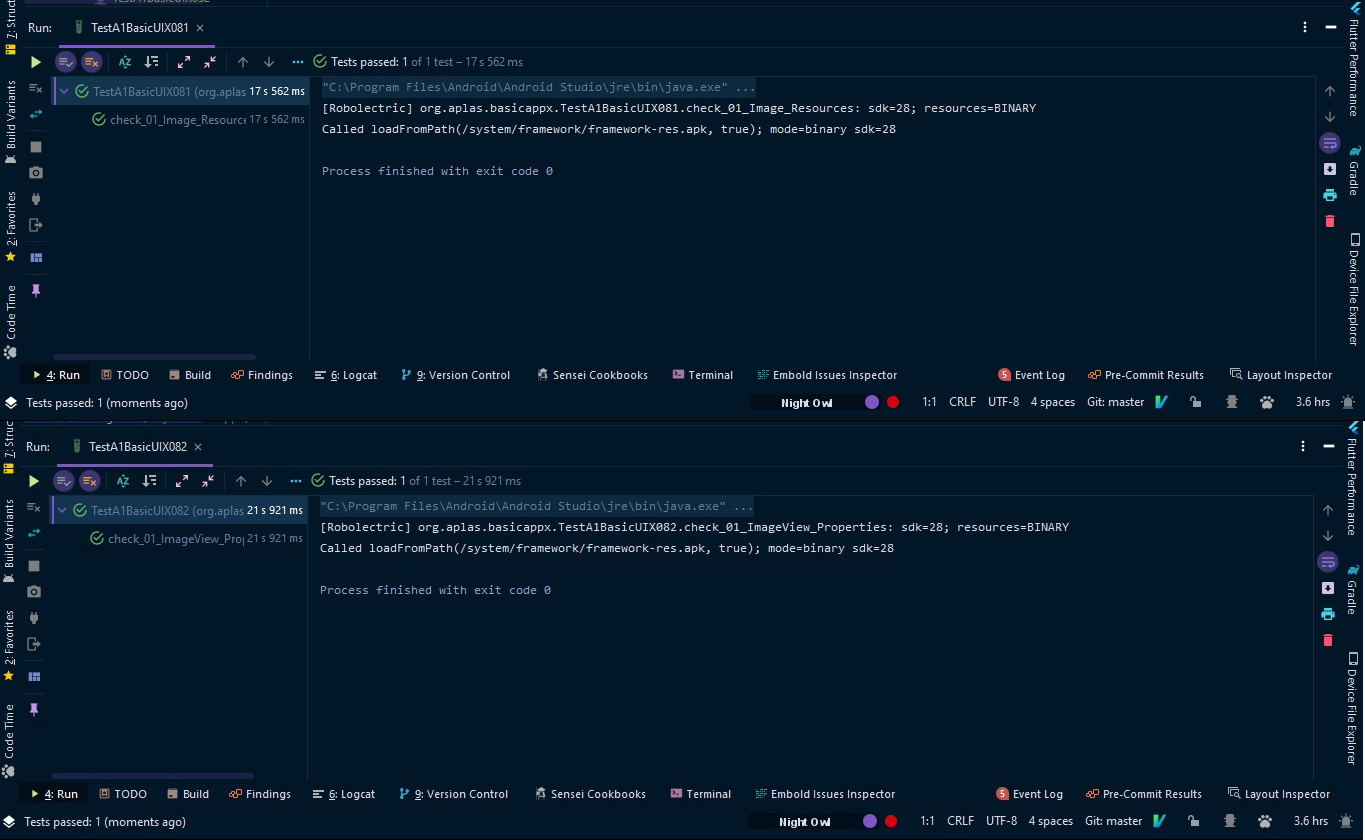 Run: TestA1BasicUIX081
Tests passed: 1 of 1 test – 17 s 562 ms
TestA1BasicUIX081 (org.aplas 17 s 562 ms
check_01_Image_Resource 17 s 562 ms
"C:\Program Files\Android\Android Studio\jre\bin\java.exe" ...
[Robolectric] org.aplas.basicappx.TestA1BasicUIX081.check_01_Image_Resources: sdk=28; resources=BINARY
Called loadFromPath(/system/framework/framework-res.apk, true); mode=binary sdk=28
Process finished with exit code 0
7: Struc
Build Variants
2: Favorites
Code Time
Flutter Performance
Gradle
Device File Explorer
4: Run TODO Build Findings 6: Logcat 9: Version Control Sensei Cookbooks Terminal Embold Issues Inspector 5 Event Log Pre-Commit Results Layout Inspector
Tests passed: 1 (moments ago) Night Owl 1:1 CRLF UTF-8 4 spaces Git: master 3.6 hrs
Run: TestA1BasicUIX082
Tests passed: 1 of 1 test – 21 s 921 ms
TestA1BasicUIX082 (org.aplas 21 s 921 ms
check_01_ImageView_Prop 21 s 921 ms
"C:\Program Files\Android\Android Studio\jre\bin\java.exe" ...
[Robolectric] org.aplas.basicappx.TestA1BasicUIX082.check_01_ImageView_Properties: sdk=28; resources=BINARY
Called loadFromPath(/system/framework/framework-res.apk, true); mode=binary sdk=28
Process finished with exit code 0
7: Struc
Build Variants
2: Favorites
Code Time
Flutter Performance
Gradle
Device File Explorer
4: Run TODO Build Findings 6: Logcat 9: Version Control Sensei Cookbooks Terminal Embold Issues Inspector 5 Event Log Pre-Commit Results Layout Inspector
Tests passed: 1 (moments ago) Night Owl 1:1 CRLF UTF-8 4 spaces Git: master 3.6 hrs